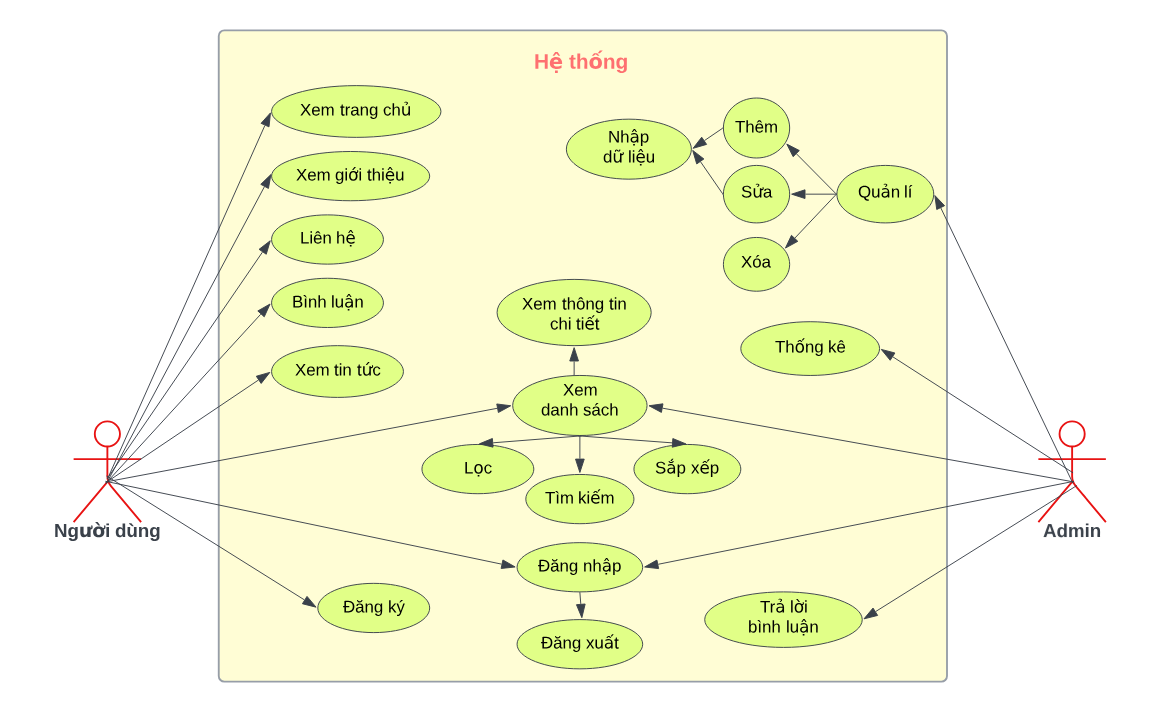 Hệ thống
Xem trang chủ
Xem giới thiệu
Liên hệ
Bình luận
Xem tin tức
Nhập
dữ liệu
Thêm
Sửa
Xóa
Quản lí
Xem thông tin
chi tiết
Xem
danh sách
Lọc
Tìm kiếm
Sắp xếp
Thống kê
Người dùng
Admin
Đăng nhập
Đăng ký
Đăng xuất
Trả lời
bình luận